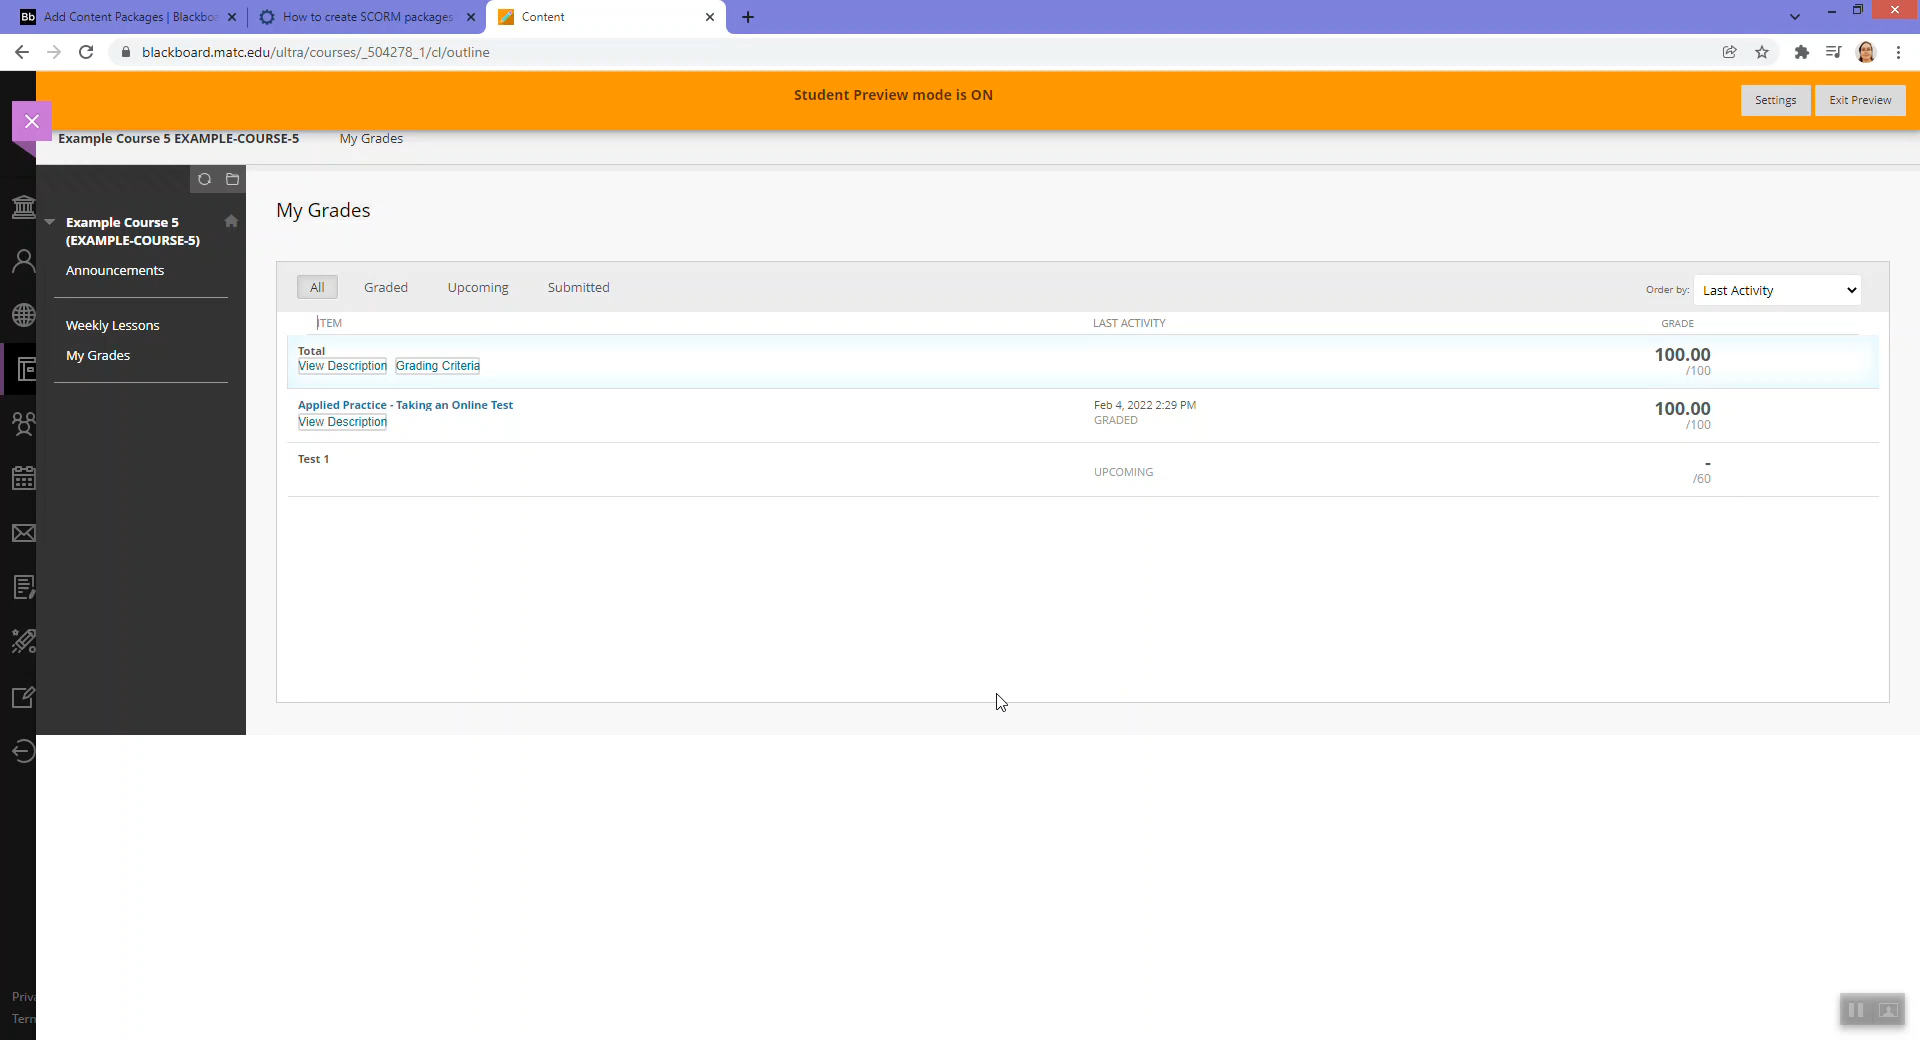 Bb Add Content Packages | Blackboa
How to create SCORM packages
Content
blackboard.matc.edu/ultra/courses/_504278_1/cl/outline
Student Preview mode is ON
Settings
Exit Preview
Example Course 5 EXAMPLE-COURSE-5
My Grades
Example Course 5
(EXAMPLE-COURSE-5)
Announcements
Weekly Lessons
My Grades
My Grades
All Graded Upcoming Submitted
Order by: Last Activity
ITEM LAST ACTIVITY GRADE
Total
View Description Grading Criteria
100.00
/100
Applied Practice - Taking an Online Test
View Description
Feb 4, 2022 2:29 PM
GRADED
100.00
/100
Test 1
UPCOMING
-
/60
Priva
Term